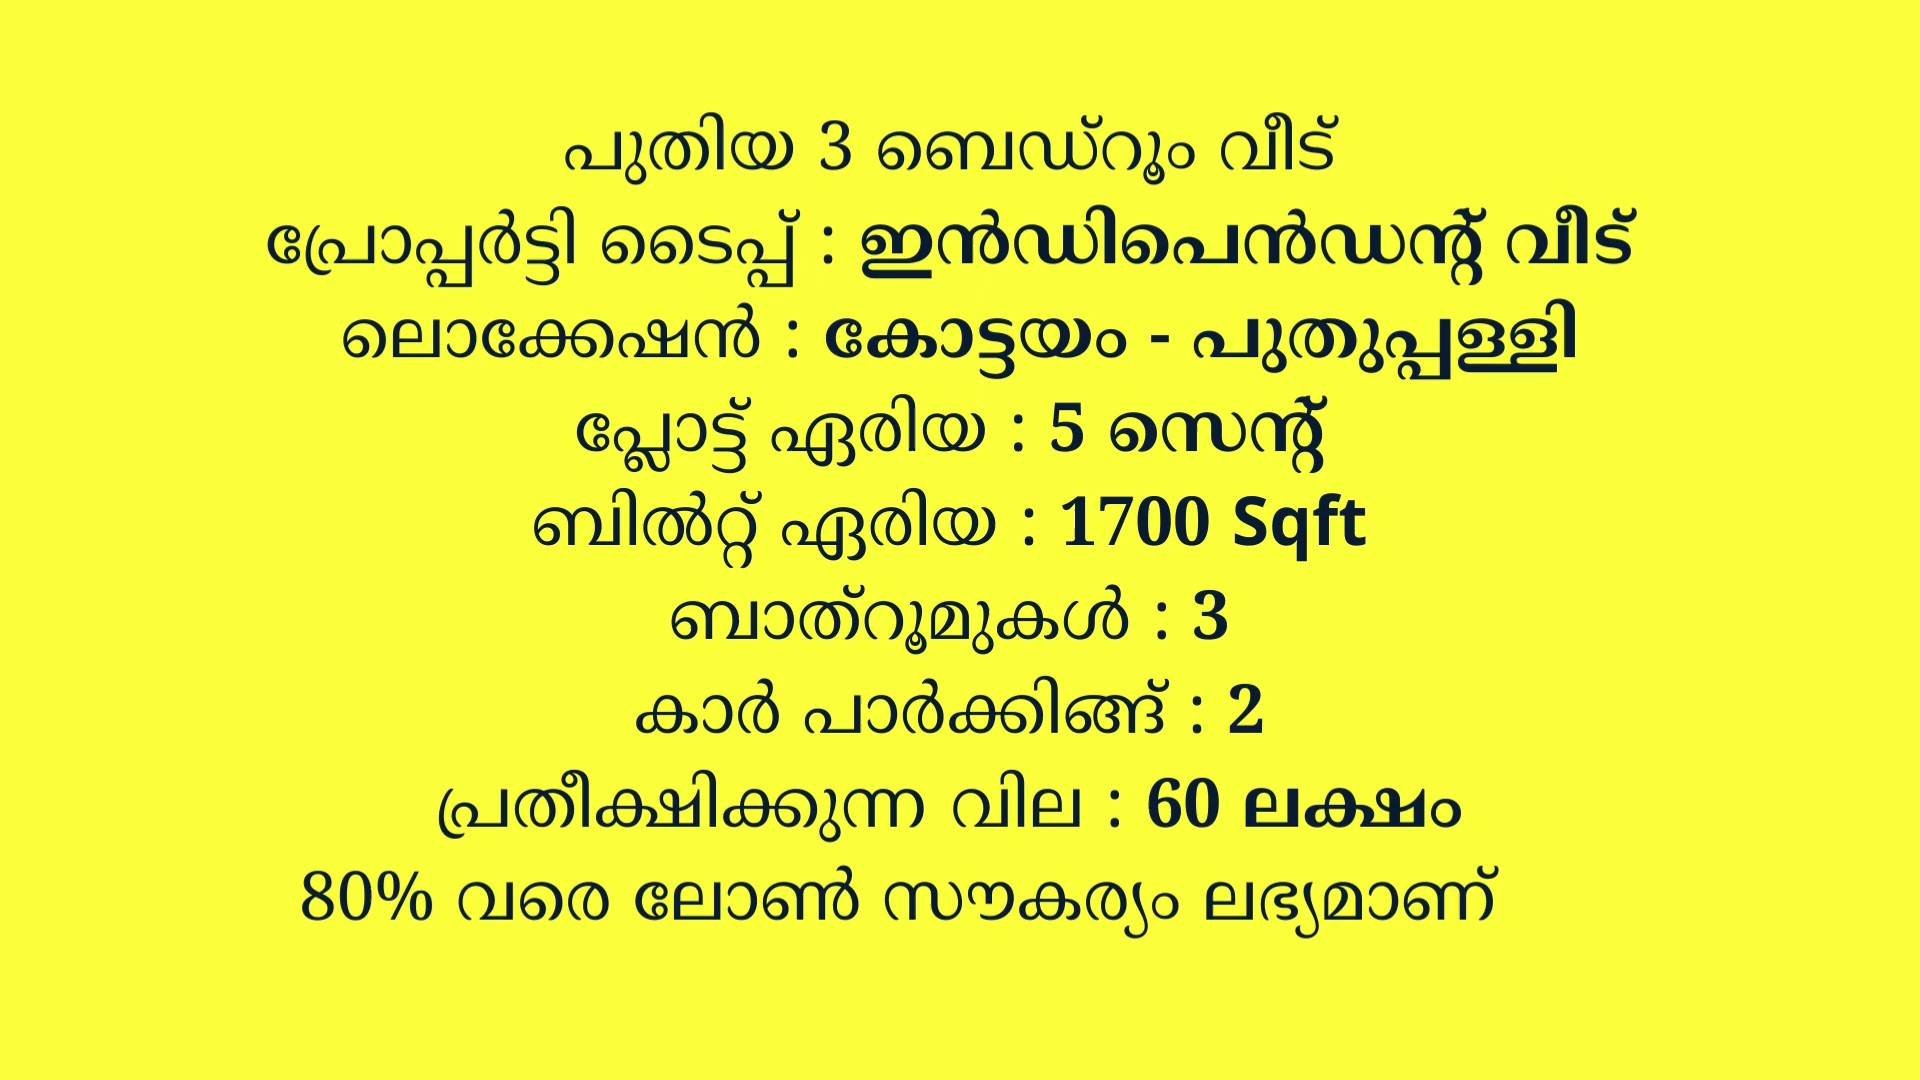 പുതിയ 3 ബെഡ്റൂം വീട്
പ്രോപ്പർട്ടി ടൈപ്പ് : ഇൻഡിപെൻഡന്റ് വീട്
ലൊക്കേഷൻ : കോട്ടയം - പുതുപ്പള്ളി
പ്ലോട്ട് ഏരിയ : 5 സെന്റ്
ബിൽറ്റ് ഏരിയ : 1700 Sqft
ബാത്റൂമുകൾ : 3
കാർ പാർക്കിങ്ങ് : 2
പ്രതീക്ഷിക്കുന്ന വില : 60 ലക്ഷം
80% വരെ ലോൺ സൗകര്യം ലഭ്യമാണ്